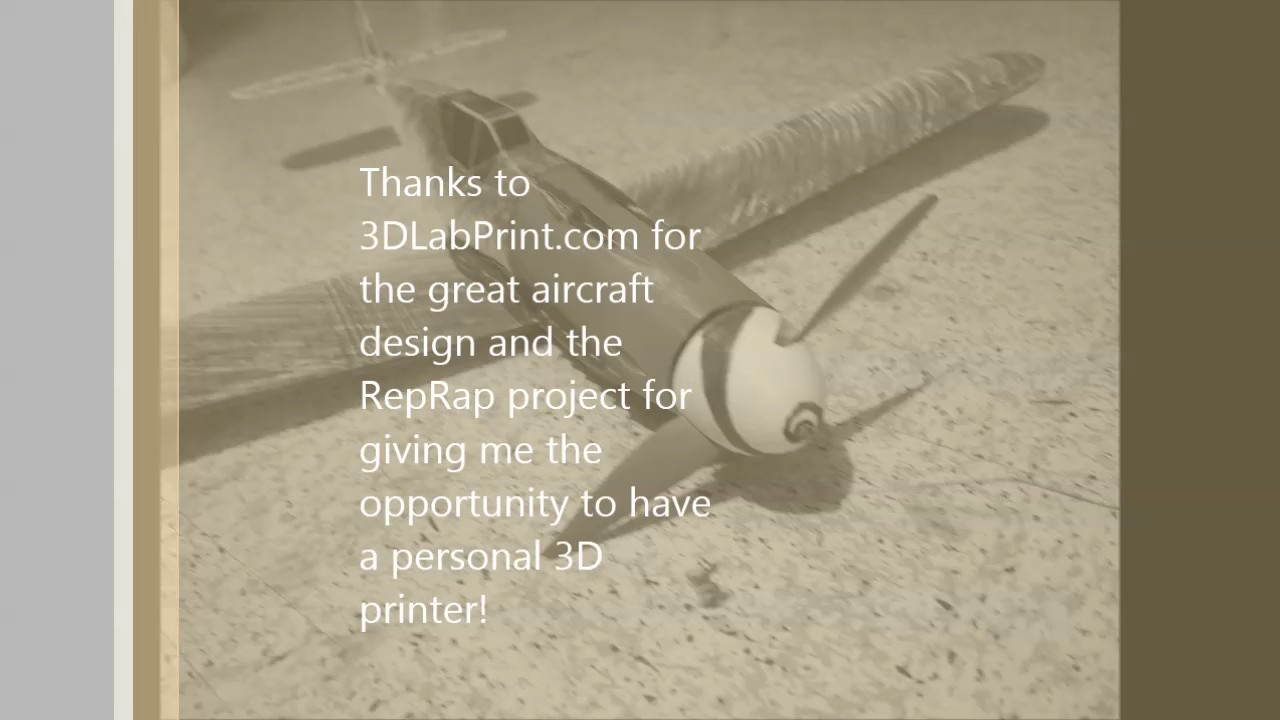 Thanks to
3DLabPrint.com for
the great aircraft
design and the
RepRap project for
giving me the
opportunity to have
a personal 3D
printer!